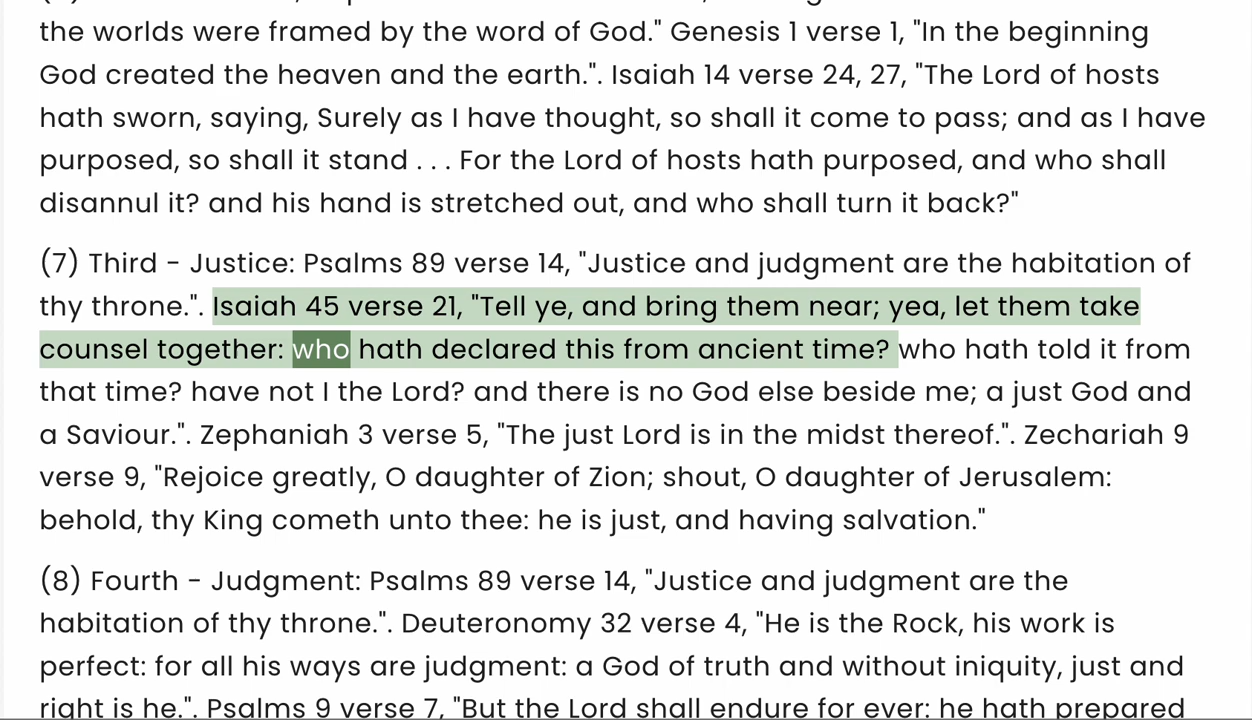 the worlds were framed by the word of God." Genesis 1 verse 1, "In the beginning
God created the heaven and the earth.". Isaiah 14 verse 24, 27, "The Lord of hosts
hath sworn, saying, Surely as I have thought, so shall it come to pass; and as I have
purposed, so shall it stand . . . For the Lord of hosts hath purposed, and who shall
disannul it? and his hand is stretched out, and who shall turn it back?"
(7) Third - Justice: Psalms 89 verse 14, "Justice and judgment are the habitation of
thy throne.". Isaiah 45 verse 21, "Tell ye, and bring them near; yea, let them take
counsel together: who hath declared this from ancient time? who hath told it from
that time? have not I the Lord? and there is no God else beside me; a just God and
a Saviour.". Zephaniah 3 verse 5, "The just Lord is in the midst thereof.". Zechariah 9
verse 9, "Rejoice greatly, O daughter of Zion; shout, O daughter of Jerusalem:
behold, thy King cometh unto thee: he is just, and having salvation."
(8) Fourth - Judgment: Psalms 89 verse 14, "Justice and judgment are the
habitation of thy throne.". Deuteronomy 32 verse 4, "He is the Rock, his work is
perfect: for all his ways are judgment: a God of truth and without iniquity, just and
right is he.". Psalms 9 verse 7, "But the Lord shall endure for ever: he hath prepared